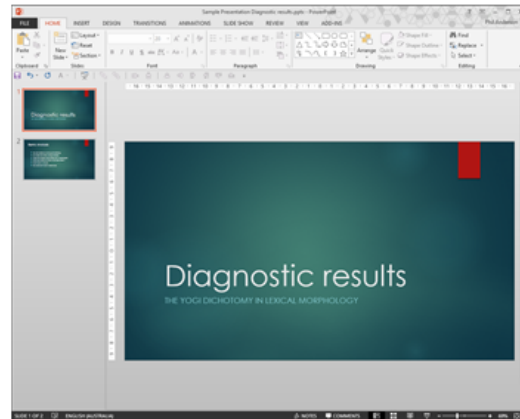 Sample Presentation Diagnostic results.pptx - PowerPoint
FILE HOME INSERT DESIGN TRANSITIONS ANIMATIONS SLIDE SHOW REVIEW VIEW ADD-INS
Paste
New
Slide
Layout
Reset
Section
Arrange
Quick
Styles
Shape Fill
Shape Outline
Shape Effects
Find
Replace
Select
Clipboard Slides Font Paragraph Drawing Editing
1
Diagnostic results
2
Diagnostic results
THE YOGI DICHOTOMY IN LEXICAL MORPHOLOGY
SLIDE 1 OF 2 ENGLISH (AUSTRALIA) NOTES COMMENTS 69%